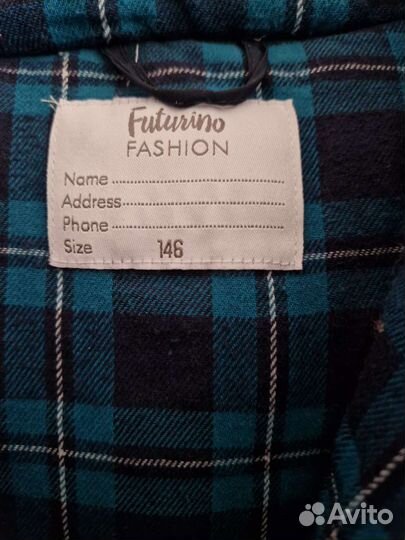 Futurino
FASHION
Name
Address
Phone
Size 146
Avito